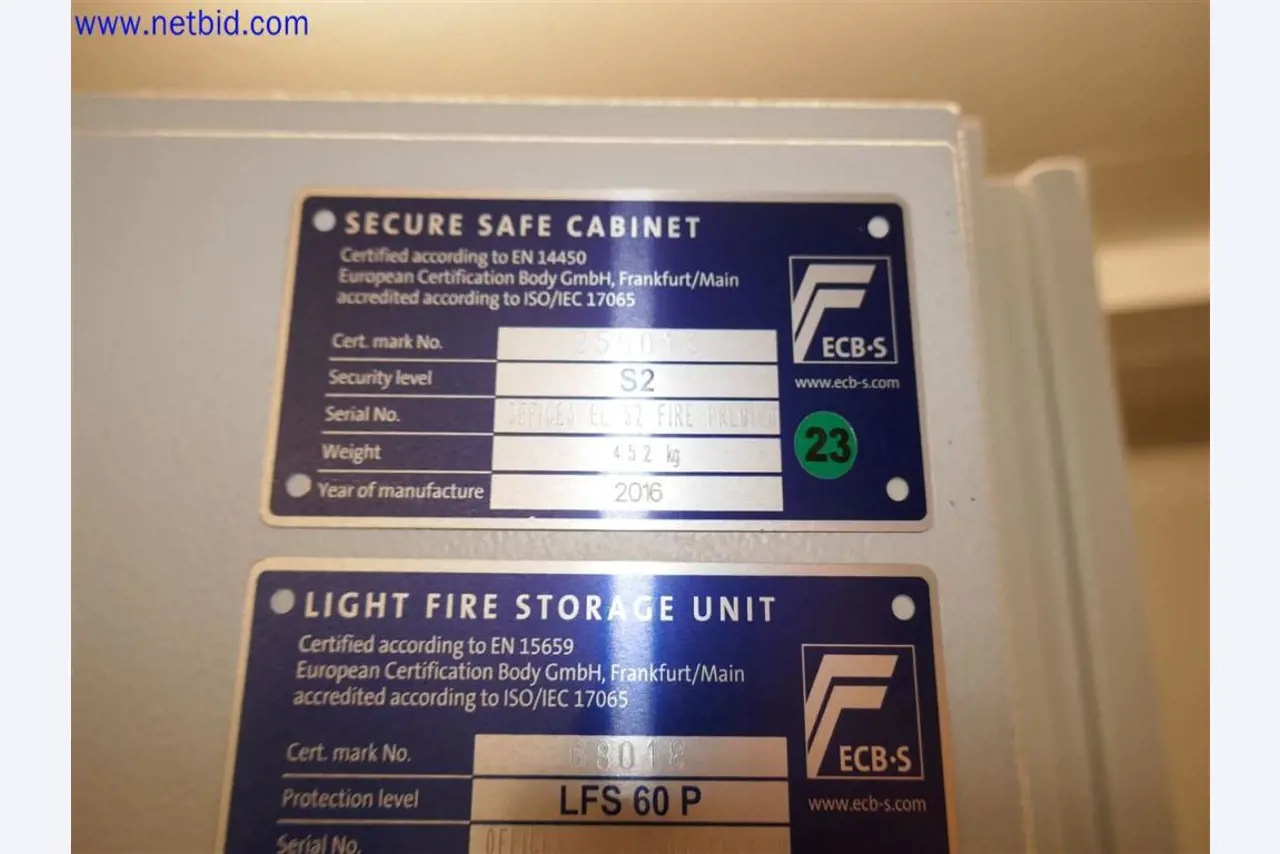 www.netbid.com
SECURE SAFE CABINET
Certified according to EN 14450
European Certification Body GmbH, Frankfurt/Main
accredited according to ISO/IEC 17065
ECB·S
www.ecb-s.com
Cert. mark No.
Security level S2
Serial No. S2 FIRE
Weight 452 kg
23
Year of manufacture 2016
LIGHT FIRE STORAGE UNIT
Certified according to EN 15659
European Certification Body GmbH, Frankfurt/Main
accredited according to ISO/IEC 17065
ECB·S
www.ecb-s.com
Cert. mark No. 68018
Protection level LFS 60 P
Serial No.